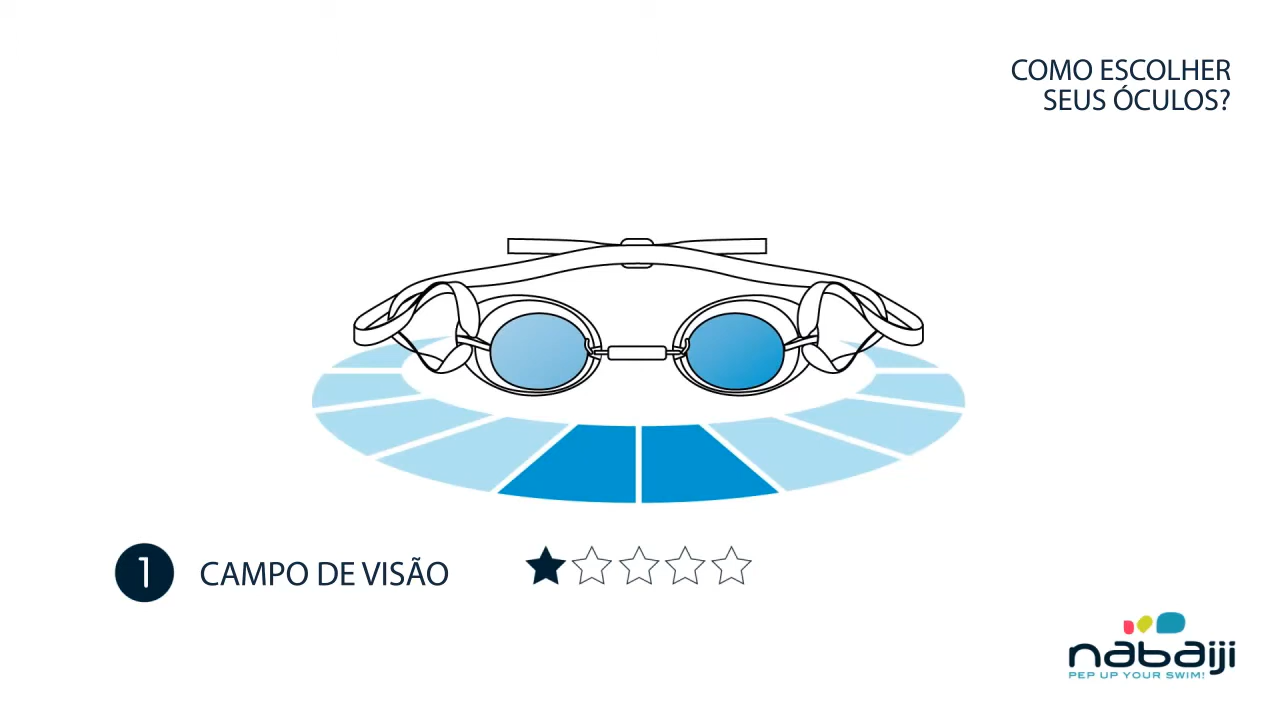 COMO ESCOLHER
SEUS ÓCULOS?
1 CAMPO DE VISÃO
nabaiji
PEP UP YOUR SWIM!